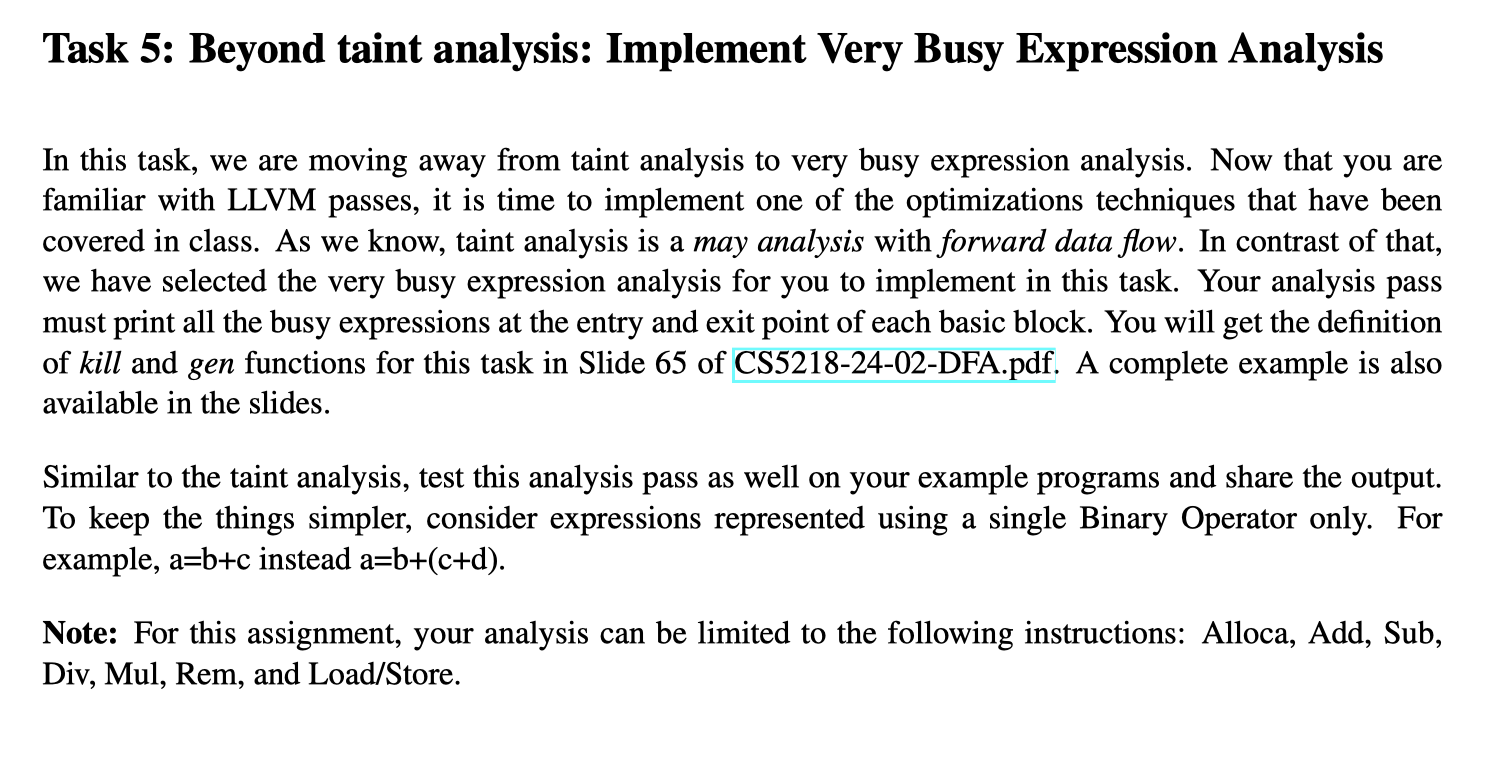 Task 5: Beyond taint analysis: Implement Very Busy Expression Analysis
In this task, we are moving away from taint analysis to very busy expression analysis. Now that you are
familiar with LLVM passes, it is time to implement one of the optimizations techniques that have been
covered in class. As we know, taint analysis is a may analysis with forward data flow. In contrast of that,
we have selected the very busy expression analysis for you to implement in this task. Your analysis pass
must print all the busy expressions at the entry and exit point of each basic block. You will get the definition
of kill and gen functions for this task in Slide 65 of CS5218-24-02-DFA.pdf. A complete example is also
available in the slides.
Similar to the taint analysis, test this analysis pass as well on your example programs and share the output.
To keep the things simpler, consider expressions represented using a single Binary Operator only. For
example, a=b+c instead a=b+(c+d).
Note: For this assignment, your analysis can be limited to the following instructions: Alloca, Add, Sub,
Div, Mul, Rem, and Load/Store.